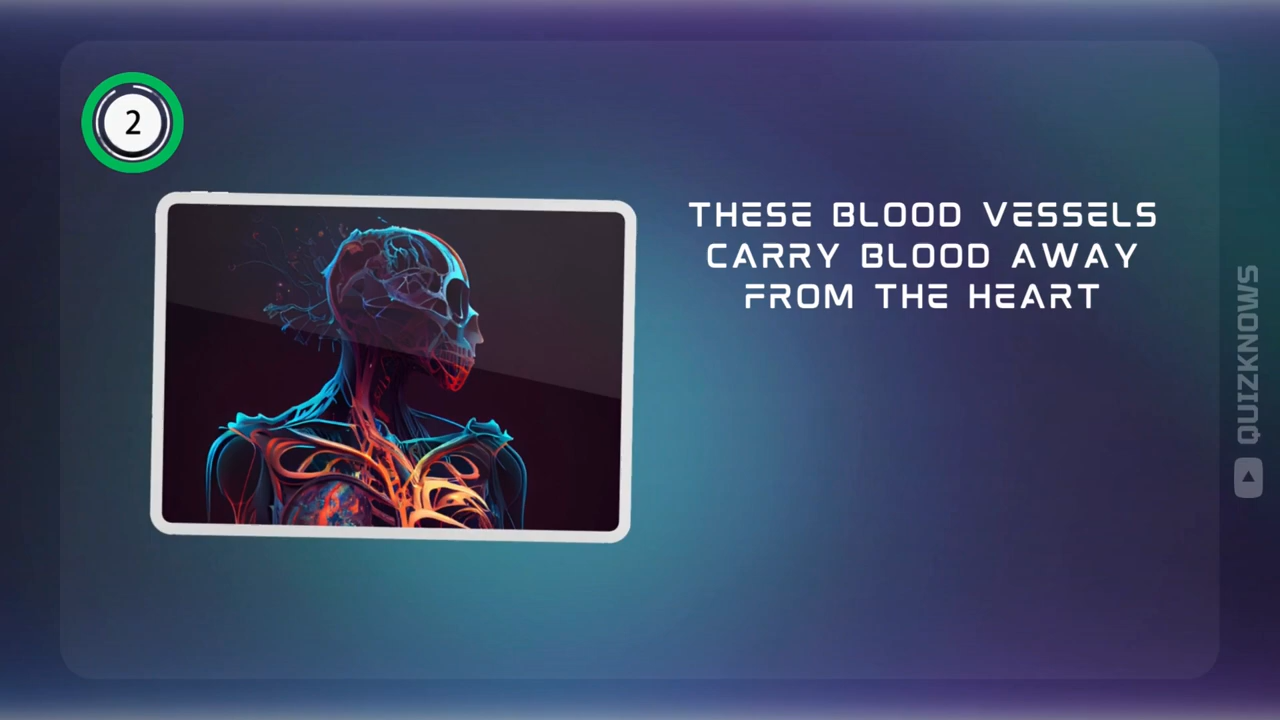 2
THESE BLOOD VESSELS
CARRY BLOOD AWAY
FROM THE HEART
QUIZKNOWS